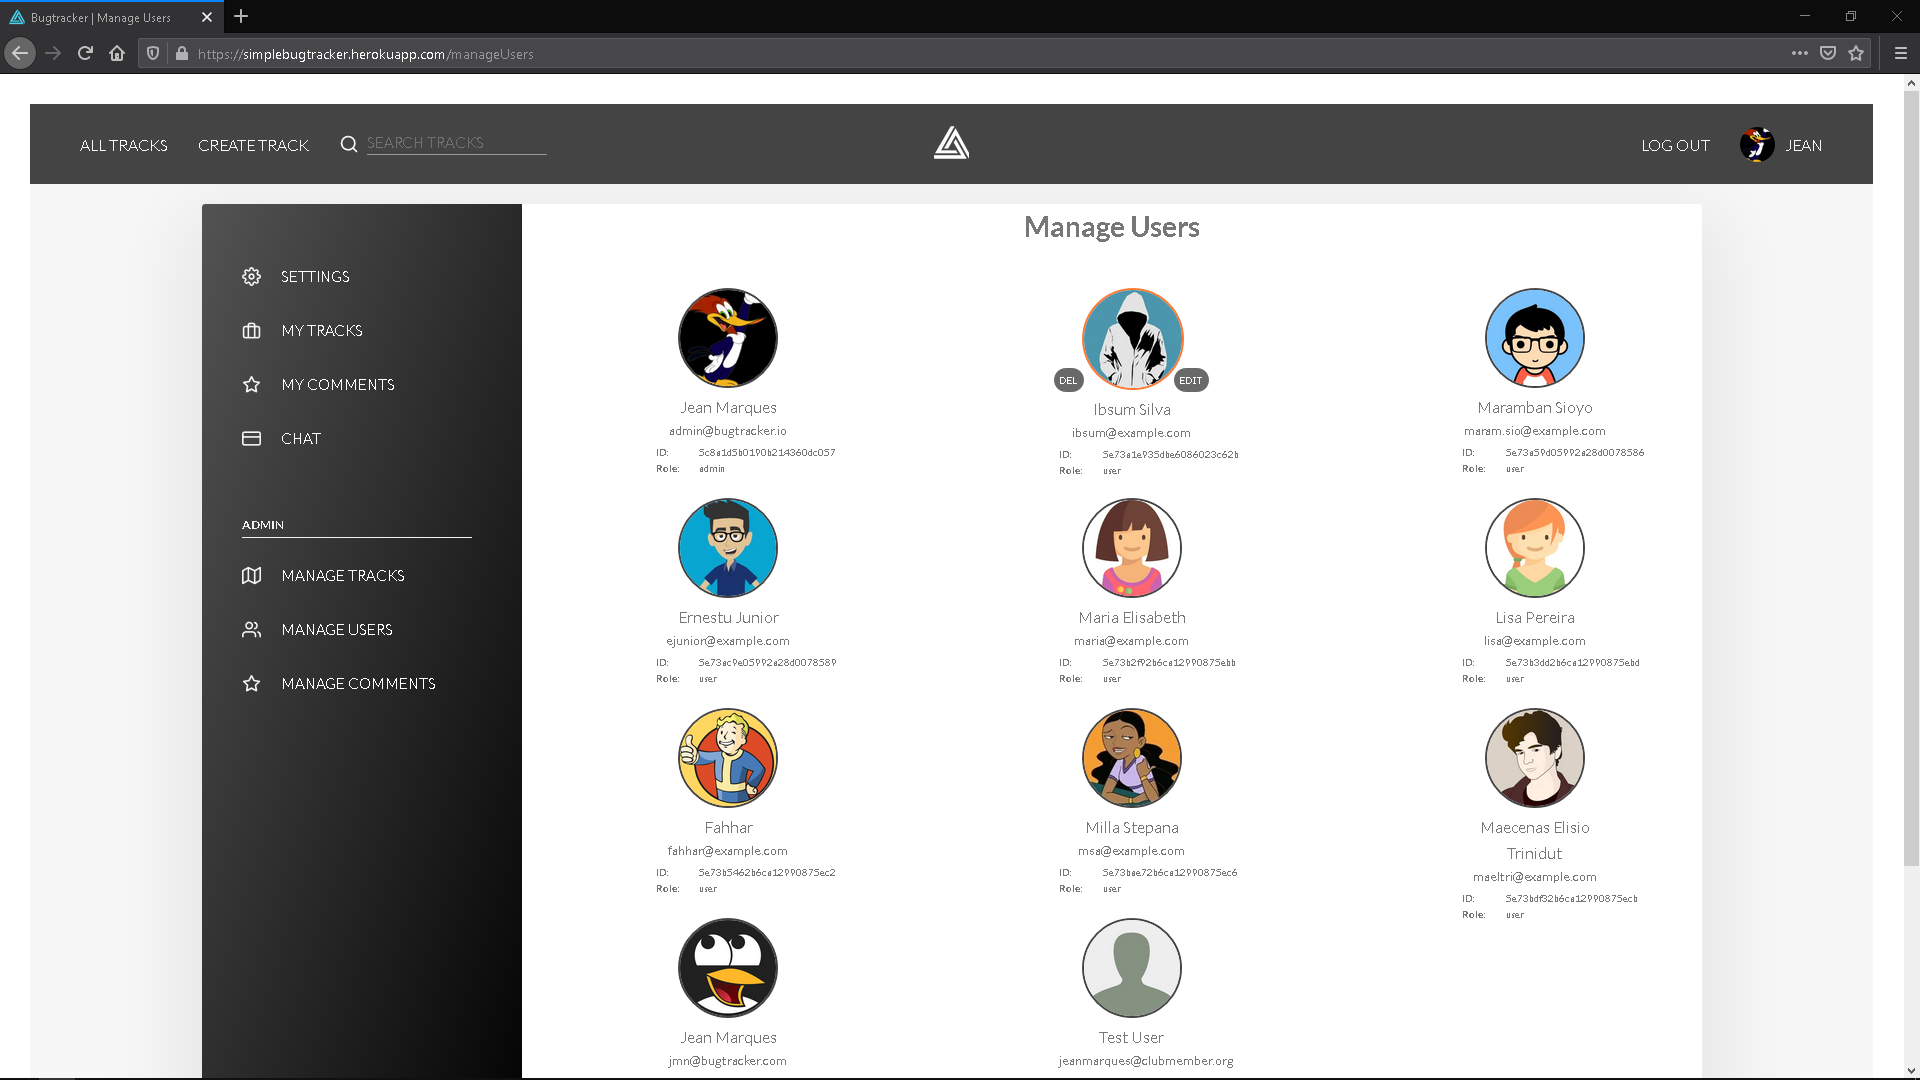 Bugtracker | Manage Users
https://simplebugtracker.herokuapp.com/manageUsers
ALL TRACKS
CREATE TRACK
SEARCH TRACKS
LOG OUT
JEAN
SETTINGS
MY TRACKS
MY COMMENTS
CHAT
ADMIN
MANAGE TRACKS
MANAGE USERS
MANAGE COMMENTS
Manage Users
Jean Marques
admin@bugtracker.io
ID: 5c8a1d5b0190b214360dc057
Role: admin
DEL
EDIT
Ibsum Silva
ibsum@example.com
ID: 5e73a1e935dbe6086023c62b
Role: user
Maramban Sioyo
maram.sio@example.com
ID: 5e73a59d05992a28d0078586
Role: user
Ernestu Junior
ejunior@example.com
ID: 5e73ac9e05992a28d0078589
Role: user
Maria Elisabeth
maria@example.com
ID: 5e73b2f92b6ca12990875ebb
Role: user
Lisa Pereira
lisa@example.com
ID: 5e73b3dd2b6ca12990875ebd
Role: user
Fahhar
fahhar@example.com
ID: 5e73b5462b6ca12990875ec2
Role: user
Milla Stepana
msa@example.com
ID: 5e73bae72b6ca12990875ec6
Role: user
Maecenas Elisio
Trinidut
maeltri@example.com
ID: 5e73bdf32b6ca12990875ecb
Role: user
Jean Marques
jmn@bugtracker.com
Test User
jeanmarques@clubmember.org